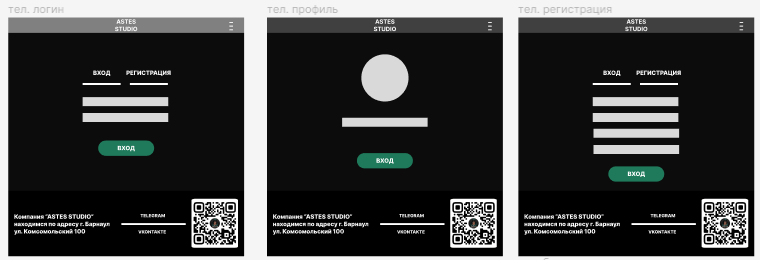 тел. логин
ASTES
STUDIO
ВХОД РЕГИСТРАЦИЯ
ВХОД
Компания "ASTES STUDIO"
находимся по адресу г. Барнаул
ул. Комсомольский 100
TELEGRAM
VKONTAKTE
тел. профиль
ASTES
STUDIO
ВХОД
Компания "ASTES STUDIO"
находимся по адресу г. Барнаул
ул. Комсомольский 100
TELEGRAM
VKONTAKTE
тел. регистрация
ASTES
STUDIO
ВХОД РЕГИСТРАЦИЯ
ВХОД
Компания "ASTES STUDIO"
находимся по адресу г. Барнаул
ул. Комсомольский 100
TELEGRAM
VKONTAKTE